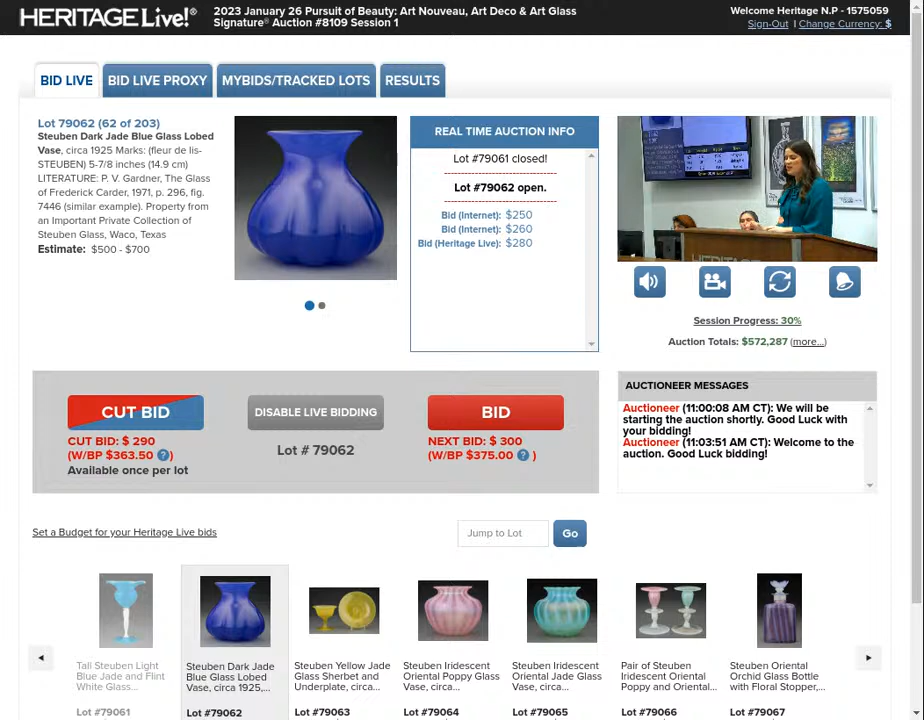 HERITAGE Live!®
2023 January 26 Pursuit of Beauty: Art Nouveau, Art Deco & Art Glass
Signature® Auction #8109 Session 1
Welcome Heritage N.P - 1575059
Sign-Out | Change Currency: $
BID LIVE
BID LIVE PROXY
MYBIDS/TRACKED LOTS
RESULTS
Lot 79062 (62 of 203)
Steuben Dark Jade Blue Glass Lobed
Vase, circa 1925 Marks: (fleur de lis-
STEUBEN) 5-7/8 inches (14.9 cm)
LITERATURE: P. V. Gardner, The Glass
of Frederick Carder, 1971, p. 296, fig.
7446 (similar example). Property from
an Important Private Collection of
Steuben Glass, Waco, Texas
Estimate: $500 - $700
REAL TIME AUCTION INFO
Lot #79061 closed!
Lot #79062 open.
Bid (Internet): $250
Bid (Internet): $260
Bid (Heritage Live): $280
HERITAGE
Session Progress: 30%
Auction Totals: $572,287 (more...)
CUT BID
CUT BID: $ 290
(W/BP $363.50 ?)
Available once per lot
DISABLE LIVE BIDDING
Lot # 79062
BID
NEXT BID: $ 300
(W/BP $375.00 ? )
AUCTIONEER MESSAGES
Auctioneer (11:00:08 AM CT): We will be
starting the auction shortly. Good Luck with
your bidding!
Auctioneer (11:03:51 AM CT): Welcome to the
auction. Good Luck bidding!
Set a Budget for your Heritage Live bids
Jump to Lot
Go
Tall Steuben Light
Blue Jade and Flint
White Glass...
Lot #79061
Steuben Dark Jade
Blue Glass Lobed
Vase, circa 1925,...
Lot #79062
Steuben Yellow Jade
Glass Sherbet and
Underplate, circa...
Lot #79063
Steuben Iridescent
Oriental Poppy Glass
Vase, circa...
Lot #79064
Steuben Iridescent
Oriental Jade Glass
Vase, circa...
Lot #79065
Pair of Steuben
Iridescent Oriental
Poppy and Oriental...
Lot #79066
Steuben Oriental
Orchid Glass Bottle
with Floral Stopper,...
Lot #79067